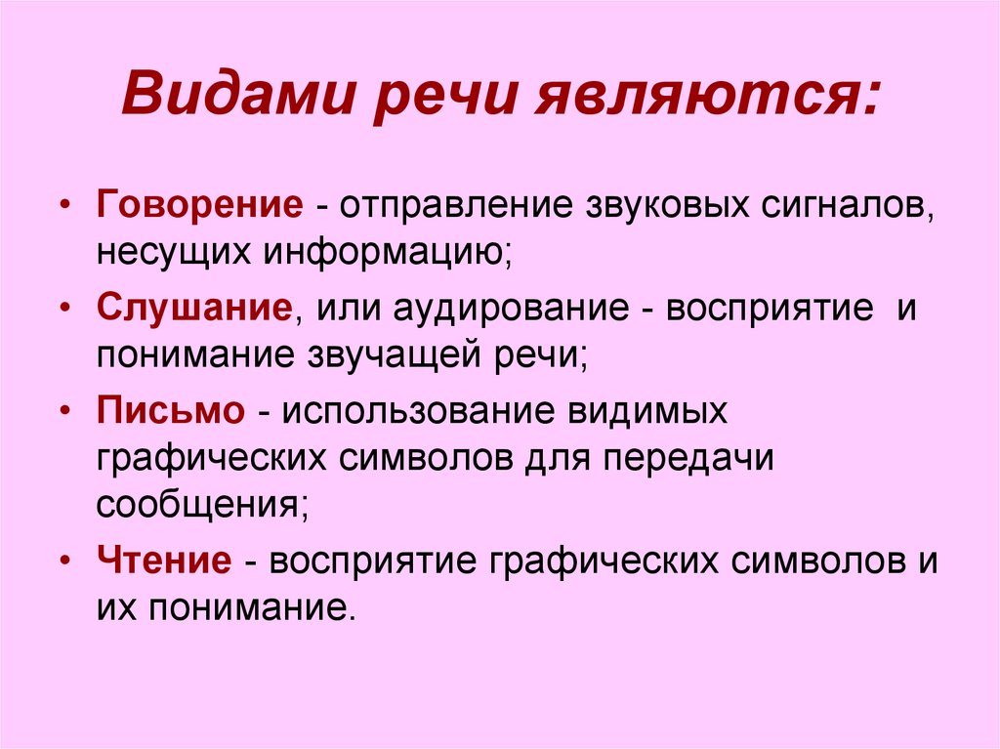 Видами речи являются:
• Говорение - отправление звуковых сигналов,
несущих информацию;
• Слушание, или аудирование - восприятие  и
понимание звучащей речи;
• Письмо - использование видимых
графических символов для передачи
сообщения;
• Чтение - восприятие графических символов и
их понимание.